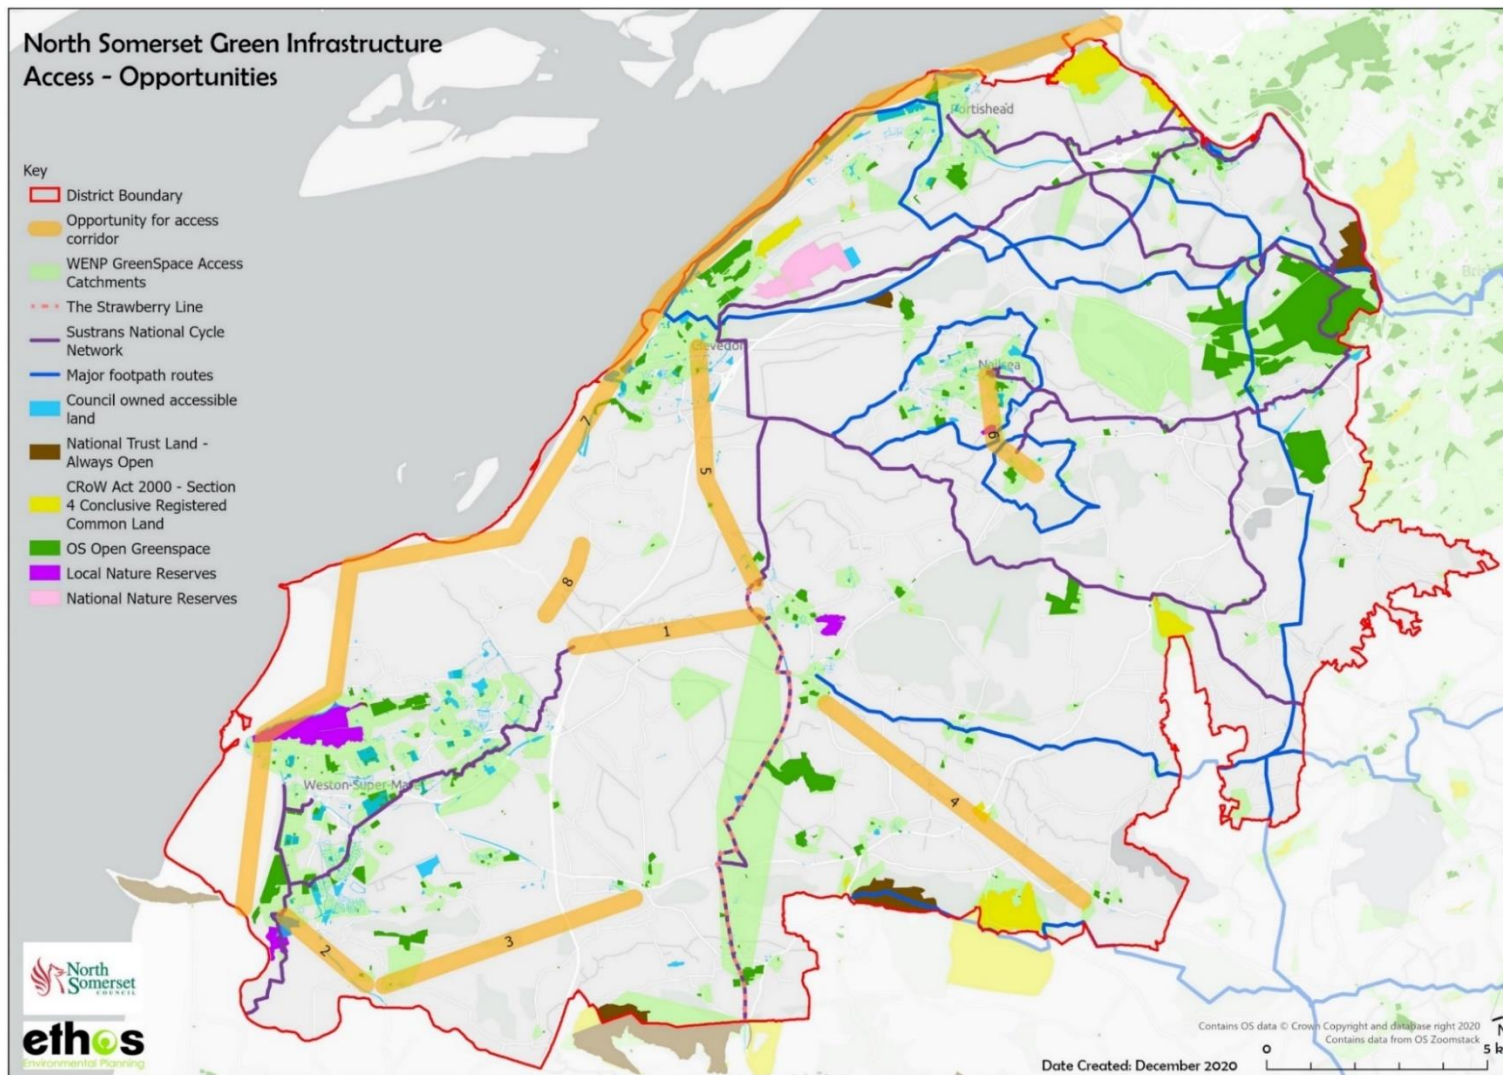 North Somerset Green Infrastructure
Access - Opportunities
Key
District Boundary
Opportunity for access
corridor
WENP GreenSpace Access
Catchments
The Strawberry Line
Sustrans National Cycle
Network
Major footpath routes
Council owned accessible
land
National Trust Land -
Always Open
CRoW Act 2000 - Section
4 Conclusive Registered
Common Land
OS Open Greenspace
Local Nature Reserves
National Nature Reserves
Portishead
Clevedon
Nailsea
7
5
6
8
1
Weston-Super-Mare
4
3
2
North
Somerset
COUNCIL
ethos
Environmental Planning
Contains OS data © Crown Copyright and database right 2020
Contains data from OS Zoomstack
Date Created: December 2020
0